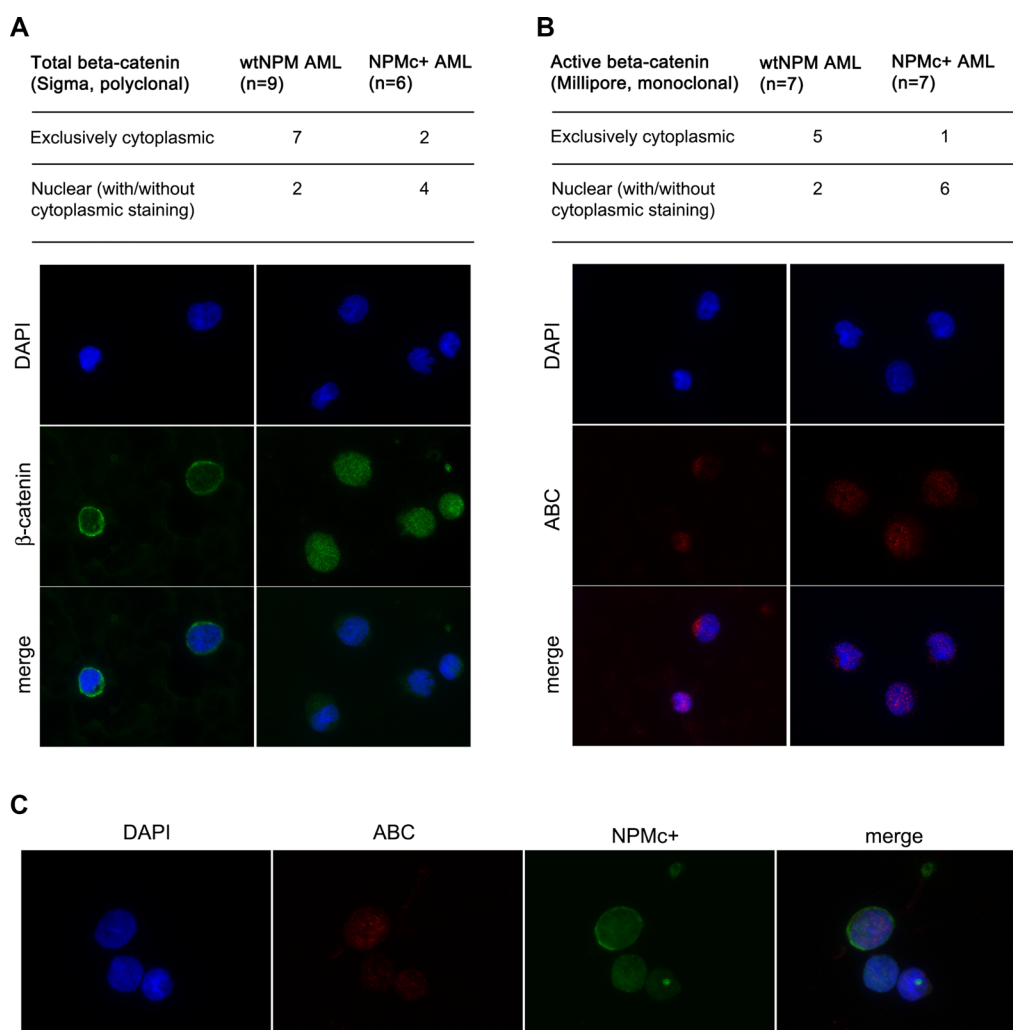 A
Total beta-catenin
(Sigma, polyclonal)
wtNPM AML
(n=9)
NPMc+ AML
(n=6)
Exclusively cytoplasmic 7 2
Nuclear (with/without
cytoplasmic staining)
2 4
DAPI
β-catenin
merge
B
Active beta-catenin
(Millipore, monoclonal)
wtNPM AML
(n=7)
NPMc+ AML
(n=7)
Exclusively cytoplasmic 5 1
Nuclear (with/without
cytoplasmic staining)
2 6
DAPI
ABC
merge
C
DAPI ABC NPMc+ merge